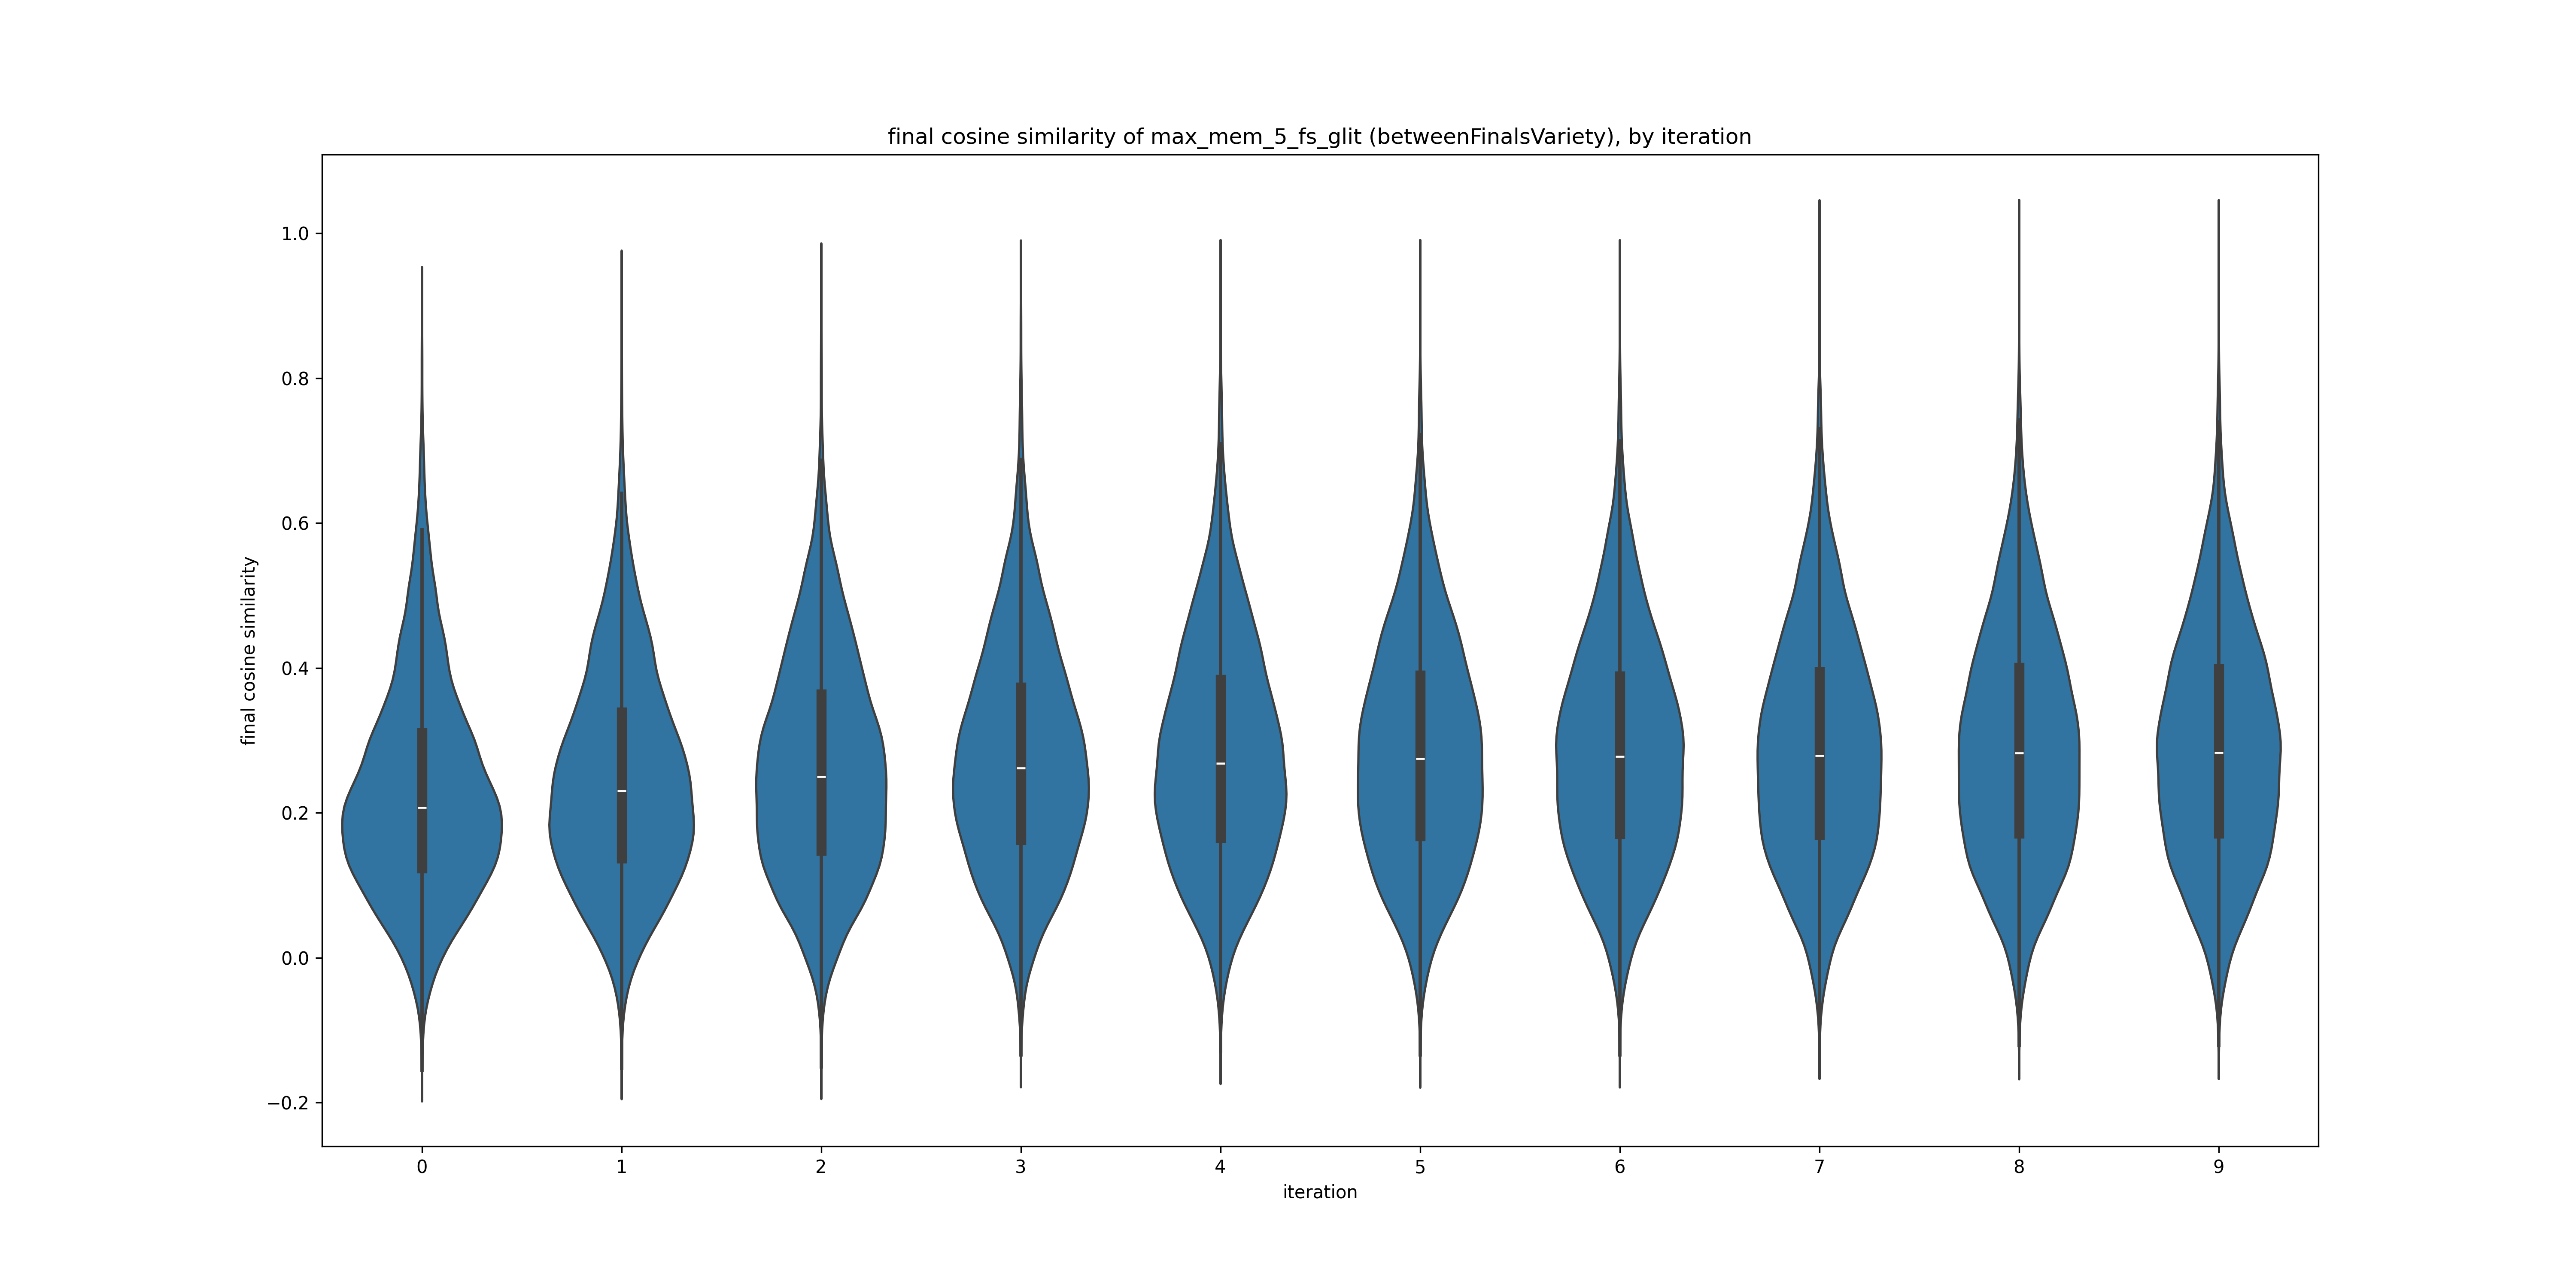 final cosine similarity of max_mem_5_fs_glit (betweenFinalsVariety), by iteration
1.0
0.8
0.6
0.4
0.2
0.0
−0.2
final cosine similarity
0 1 2 3 4 5 6 7 8 9
iteration